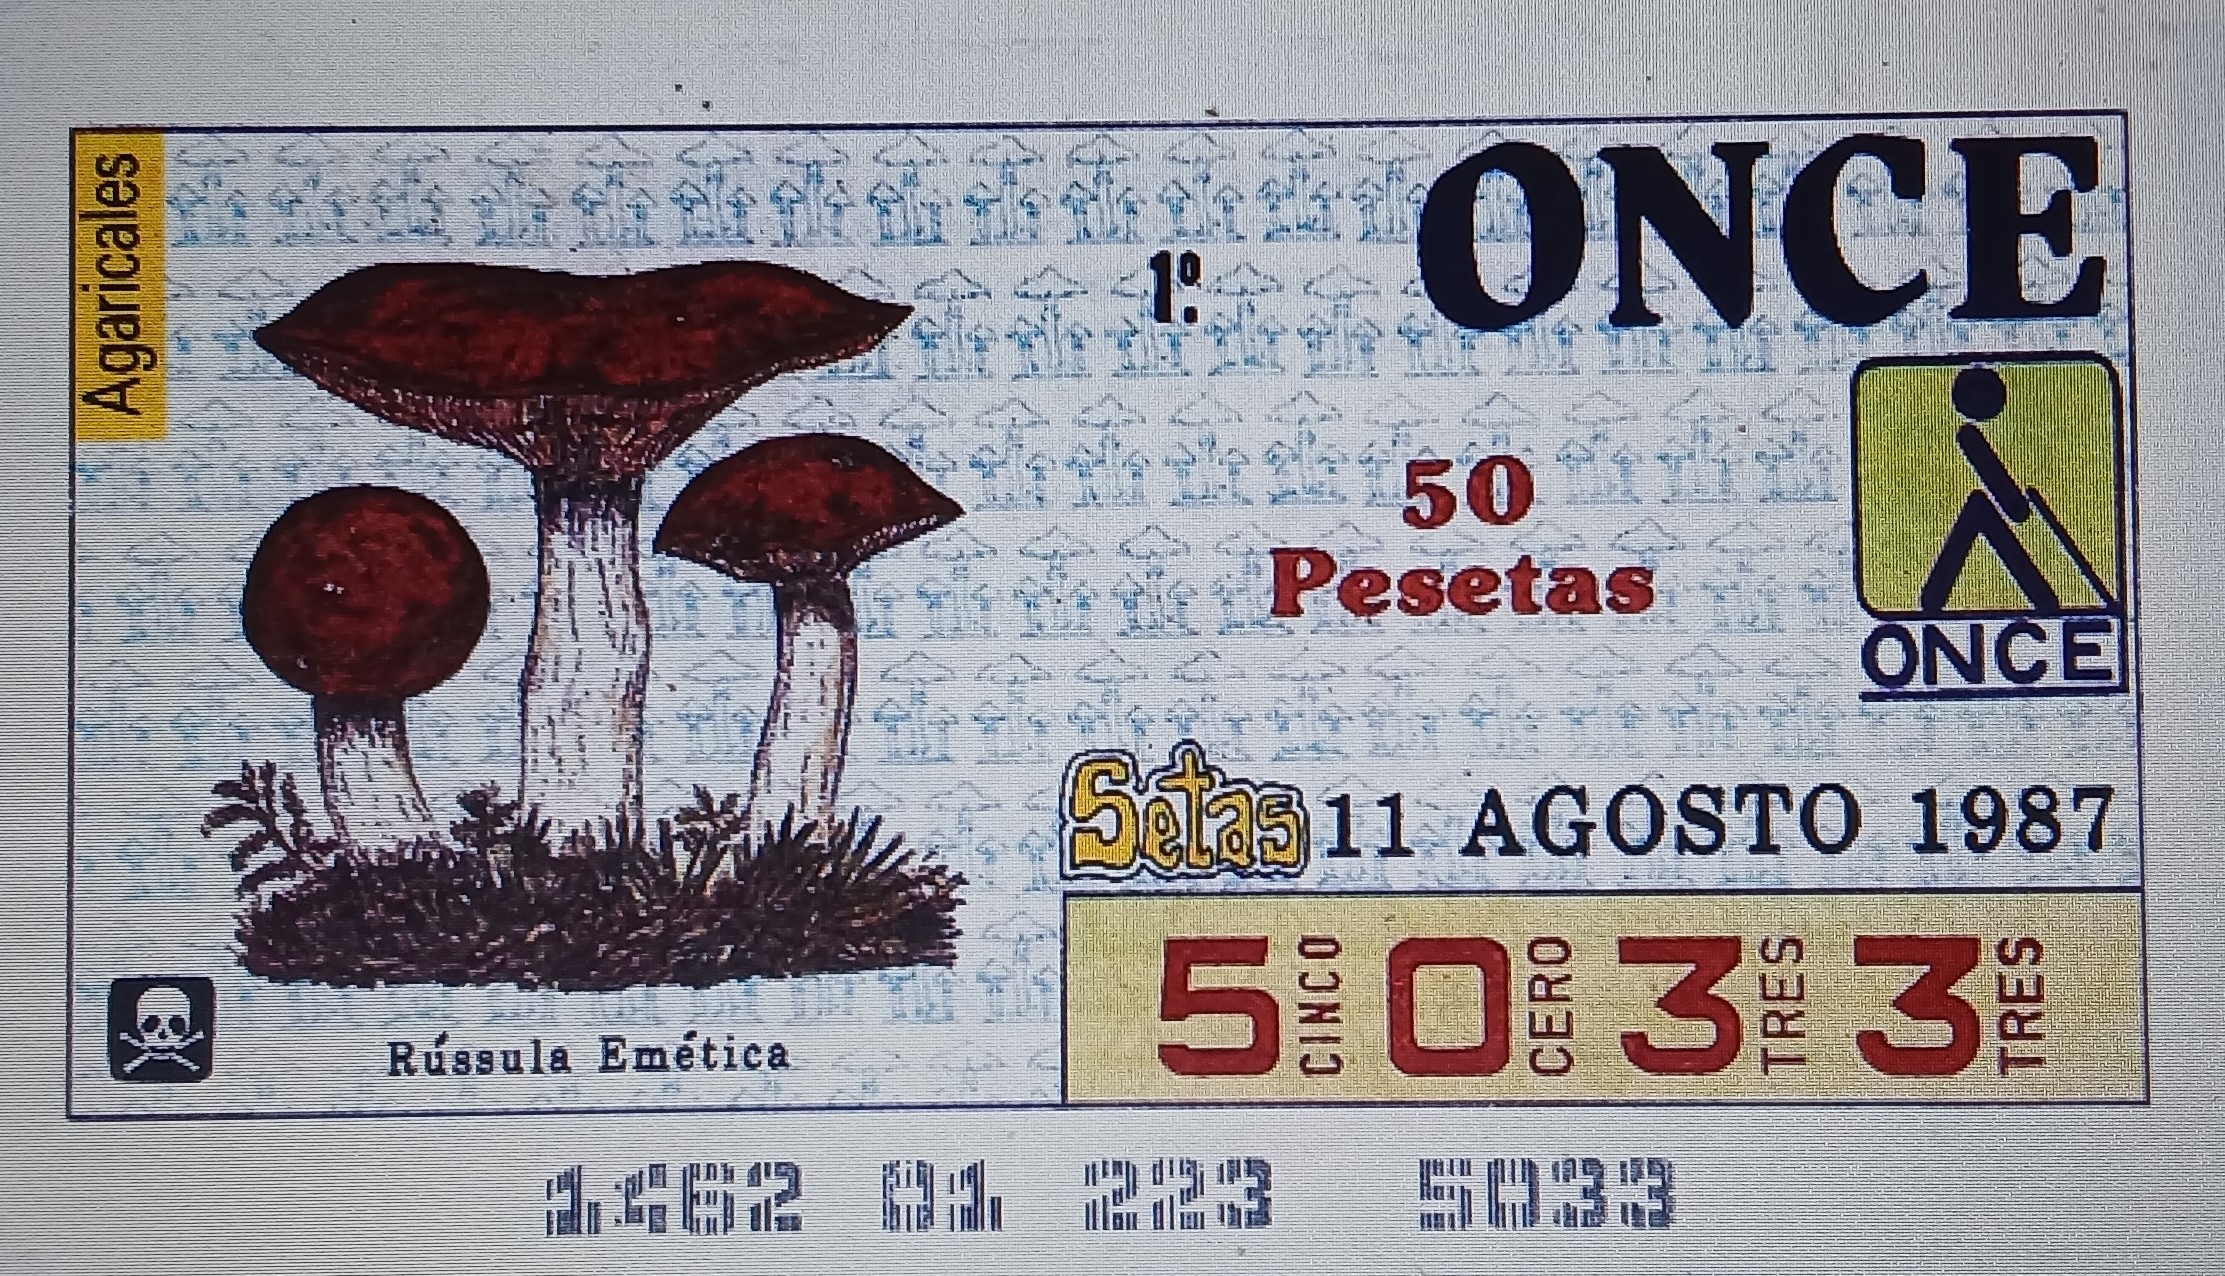 Agaricales
ONCE
1º.
50
Pesetas
ONCE
Setas 11 AGOSTO 1987
5 CINCO 0 CERO 3 TRES 3 TRES
Rússula Emética
01 223 5033